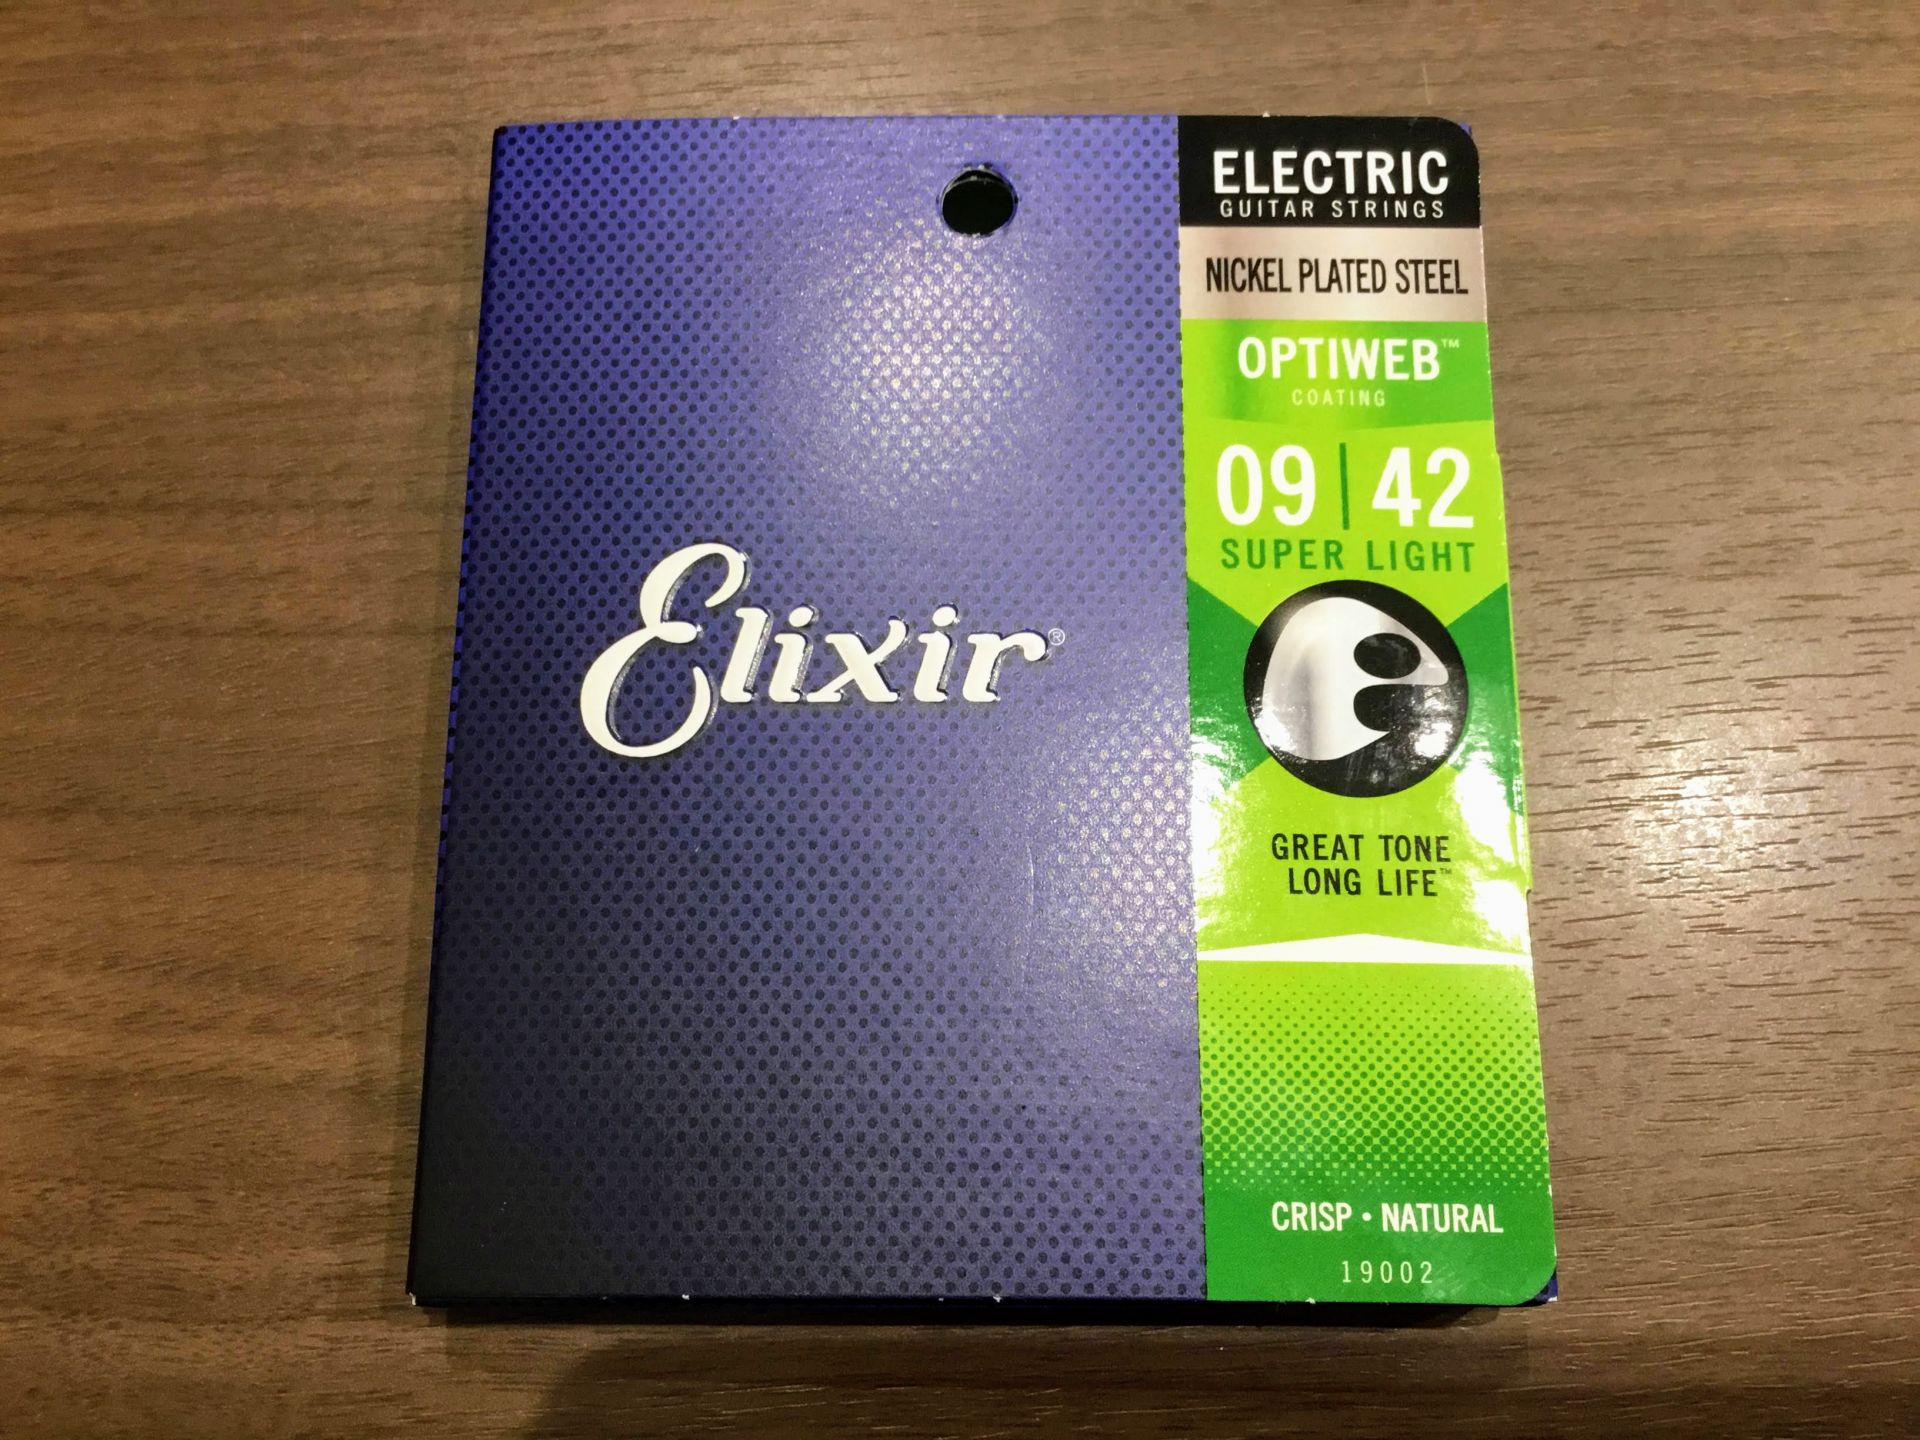 Elixir®
ELECTRIC
GUITAR STRINGS
NICKEL PLATED STEEL
OPTIWEB™
COATING
09 | 42
SUPER LIGHT
GREAT TONE
LONG LIFE™
CRISP • NATURAL
19002